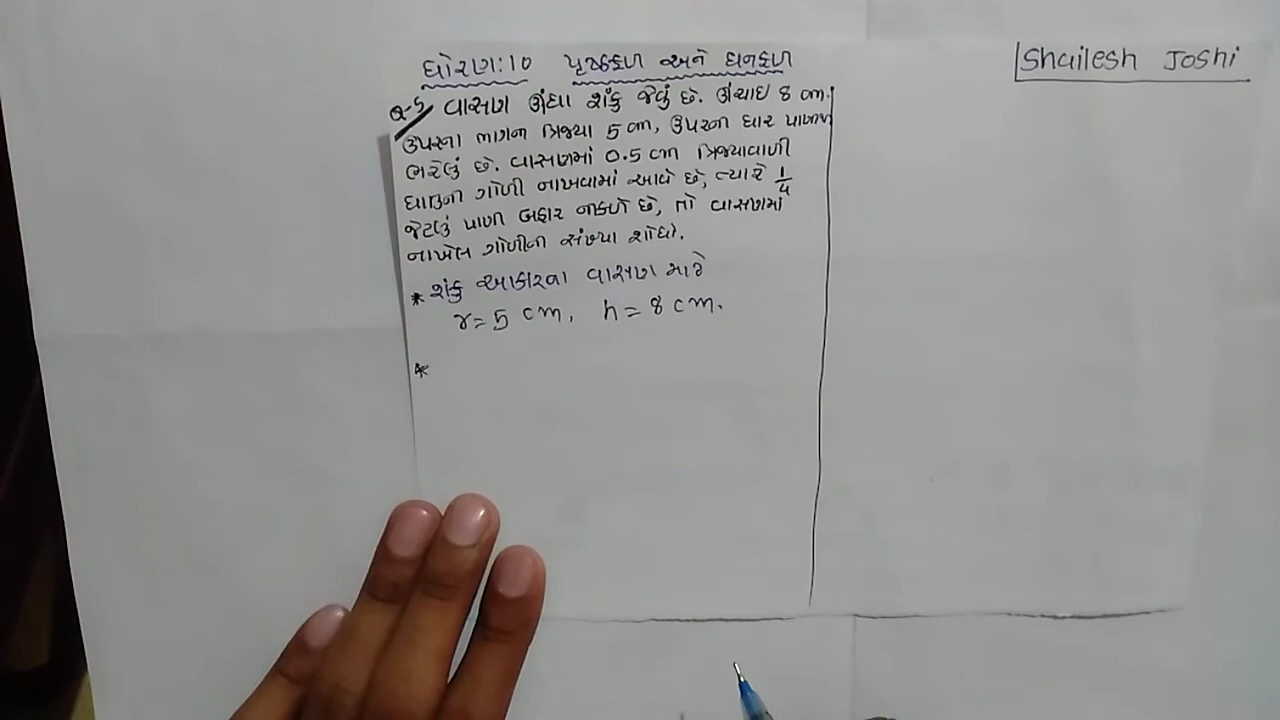 ધોરણ:10 પૃષ્ઠફળ અને ઘનફળ
Shailesh Joshi
Q-5 વાસણ ઊંધા શંકુ જેવું છે. ઊંચાઇ 8 cm.
ઉપરના ભાગની ત્રિજ્યા 5 cm, ઉપરની ધાર પાણીથી
ભરેલું છે. વાસણમાં 0.5 cm ત્રિજ્યાવાળી
ધાતુની ગોળી નાખવામાં આવે છે, ત્યારે 1/4
જેટલું પાણી બહાર નીકળે છે, તો વાસણમાં
નાખેલ ગોળીની સંખ્યા શોધો.
* શંકુ આકારના વાસણ માટે
r = 5 cm, h = 8 cm.
*